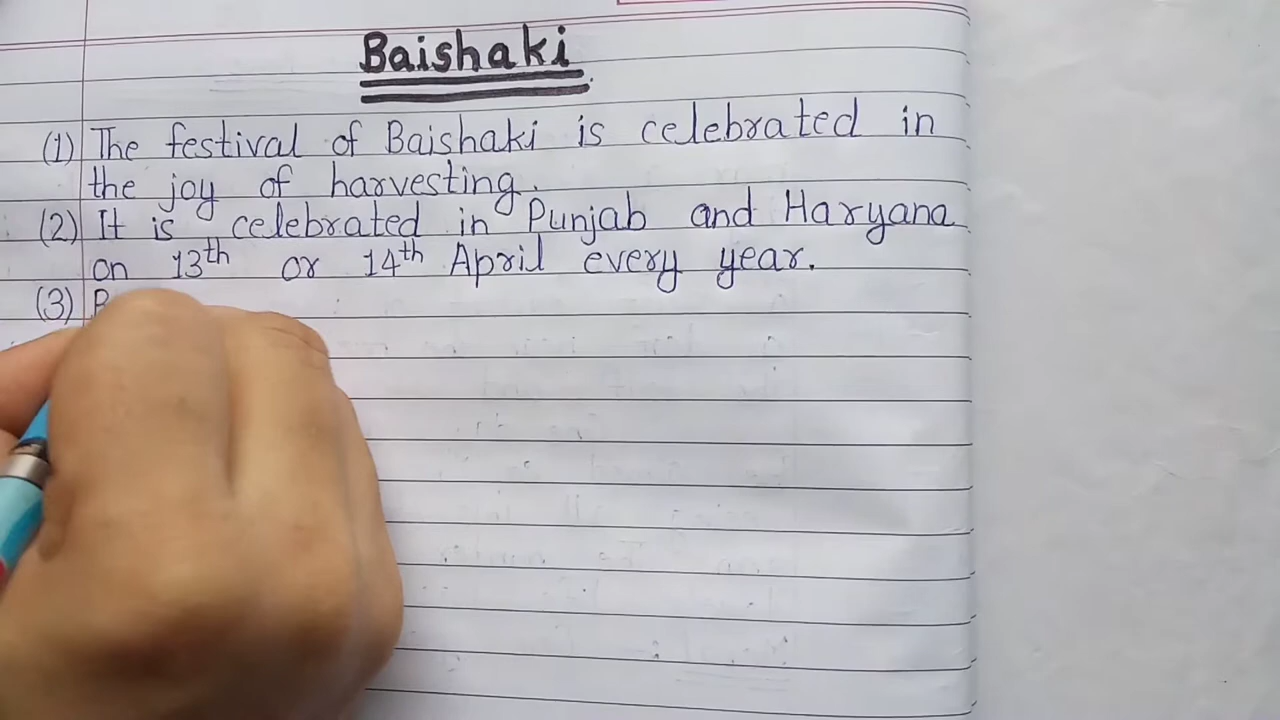 Baishaki
(1) The festival of Baishaki is celebrated in
the joy of harvesting.
(2) It is celebrated in Punjab and Haryana
on 13th or 14th April every year.
(3) B